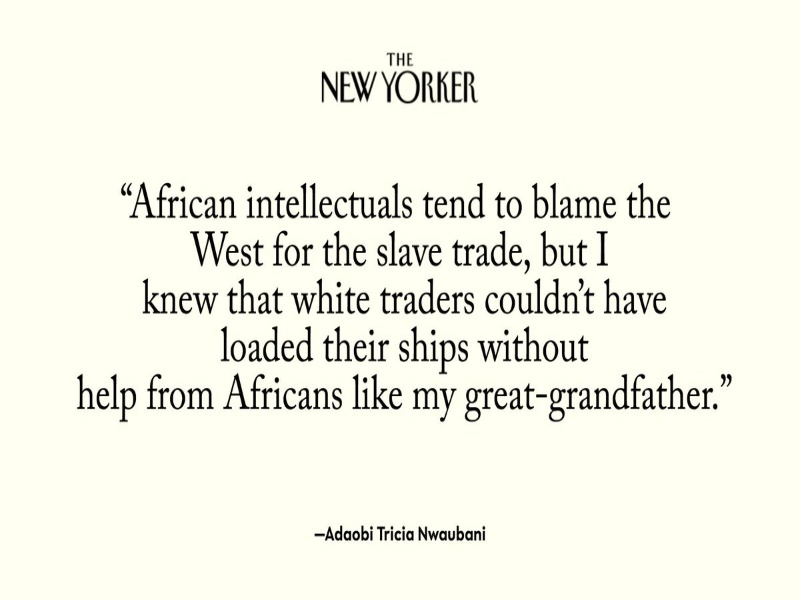 THE
NEW YORKER
“African intellectuals tend to blame the
West for the slave trade, but I
knew that white traders couldn’t have
loaded their ships without
help from Africans like my great-grandfather.”
—Adaobi Tricia Nwaubani